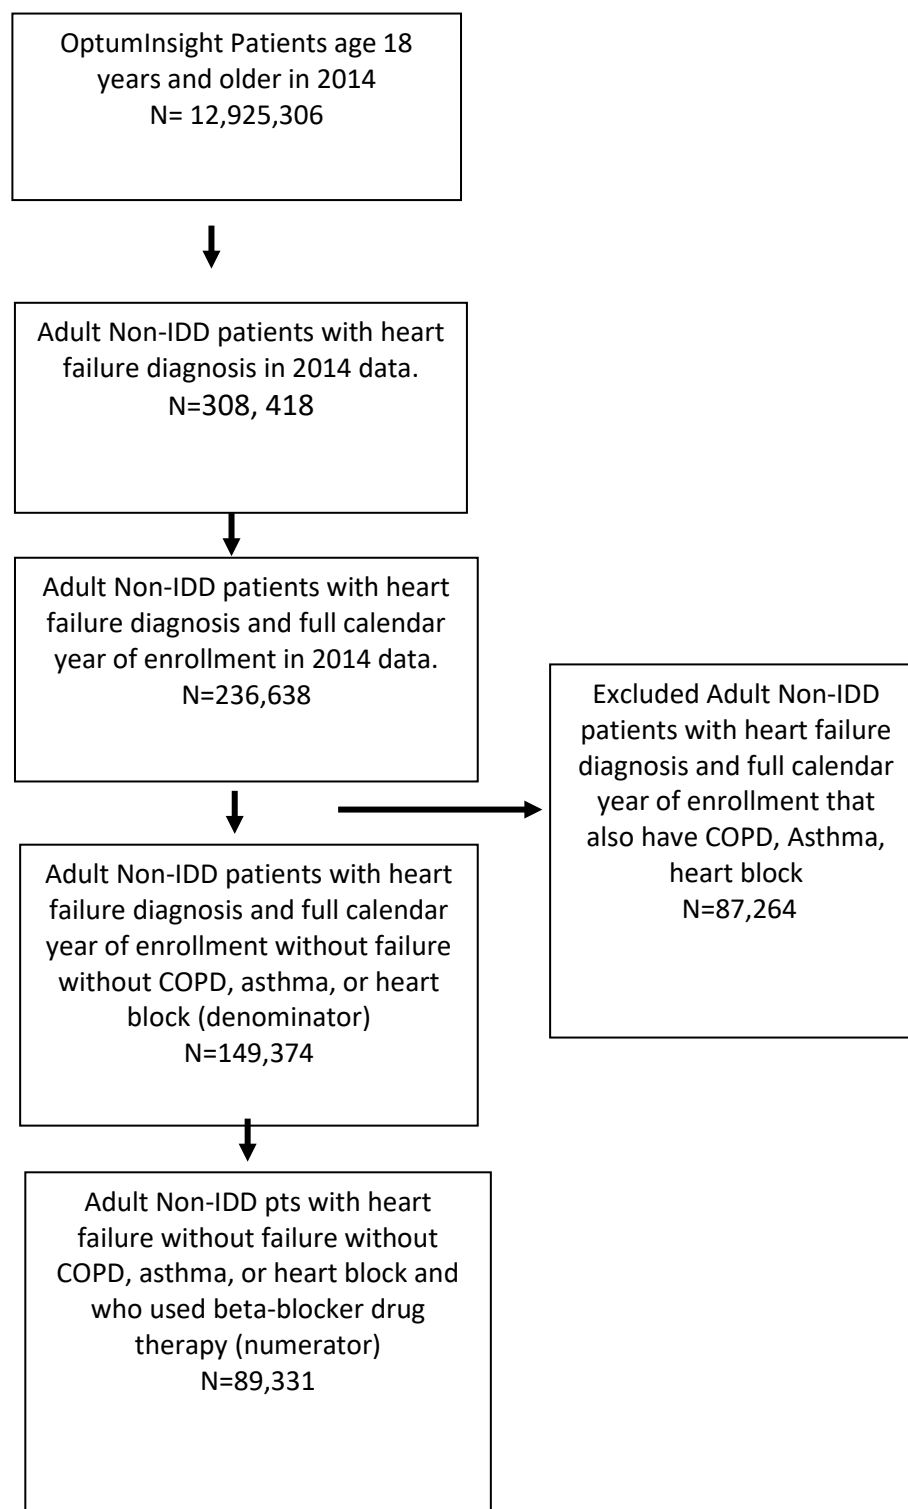 OptumInsight Patients age 18
years and older in 2014
N= 12,925,306
Adult Non-IDD patients with heart
failure diagnosis in 2014 data.
N=308, 418
Adult Non-IDD patients with heart
failure diagnosis and full calendar
year of enrollment in 2014 data.
N=236,638
Excluded Adult Non-IDD
patients with heart failure
diagnosis and full calendar
year of enrollment that
also have COPD, Asthma,
heart block
N=87,264
Adult Non-IDD patients with heart
failure diagnosis and full calendar
year of enrollment without failure
without COPD, asthma, or heart
block (denominator)
N=149,374
Adult Non-IDD pts with heart
failure without failure without
COPD, asthma, or heart block and
who used beta-blocker drug
therapy (numerator)
N=89,331